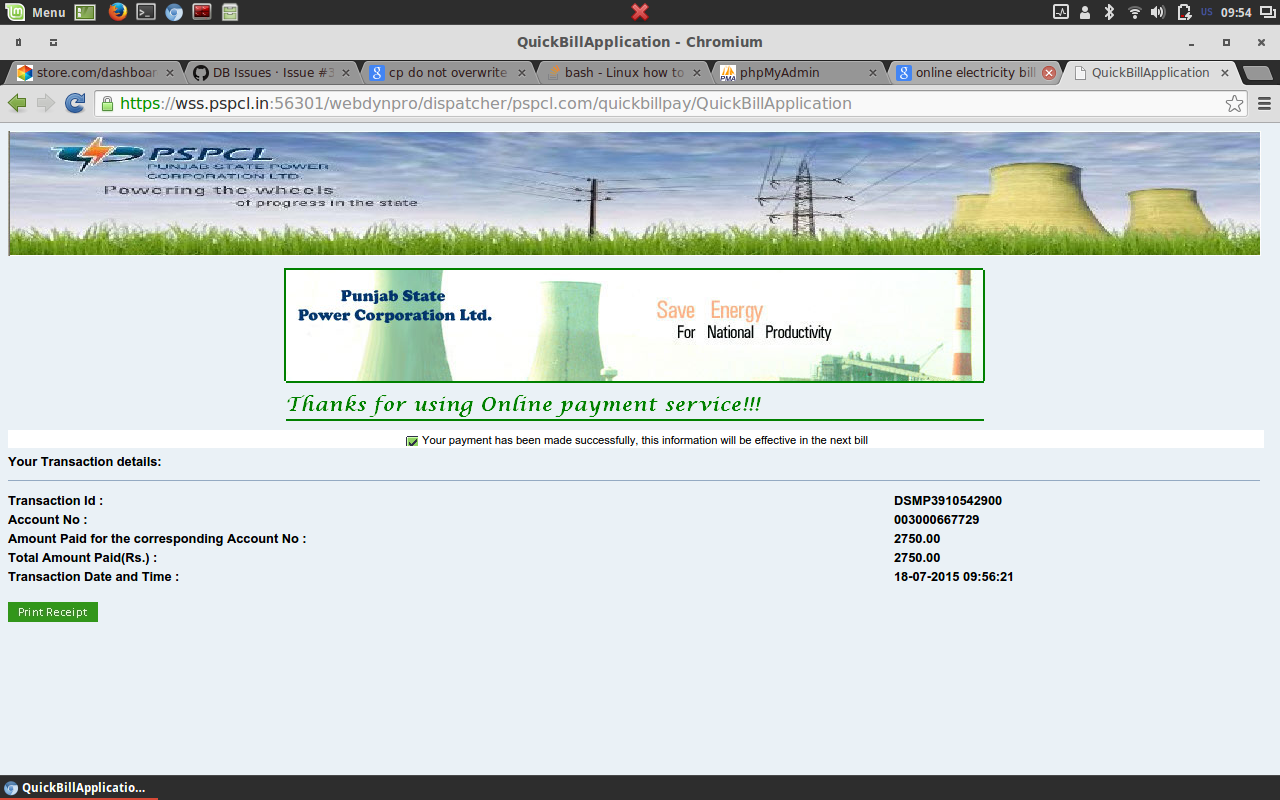 Menu
US 09:54
QuickBillApplication - Chromium
store.com/dashboar
DB Issues · Issue #3
cp do not overwrite
bash - Linux how to
phpMyAdmin
online electricity bill
QuickBillApplication
https://wss.pspcl.in:56301/webdynpro/dispatcher/pspcl.com/quickbillpay/QuickBillApplication
PSPCL
PUNJAB STATE POWER
CORPORATION LTD.
Powering the wheels
of progress in the state
Punjab State
Power Corporation Ltd.
Save Energy
For National Productivity
Thanks for using Online payment service!!!
Your payment has been made successfully, this information will be effective in the next bill
Your Transaction details:
Transaction Id : DSMP3910542900
Account No : 003000667729
Amount Paid for the corresponding Account No : 2750.00
Total Amount Paid(Rs.) : 2750.00
Transaction Date and Time : 18-07-2015 09:56:21
Print Receipt
QuickBillApplicatio...